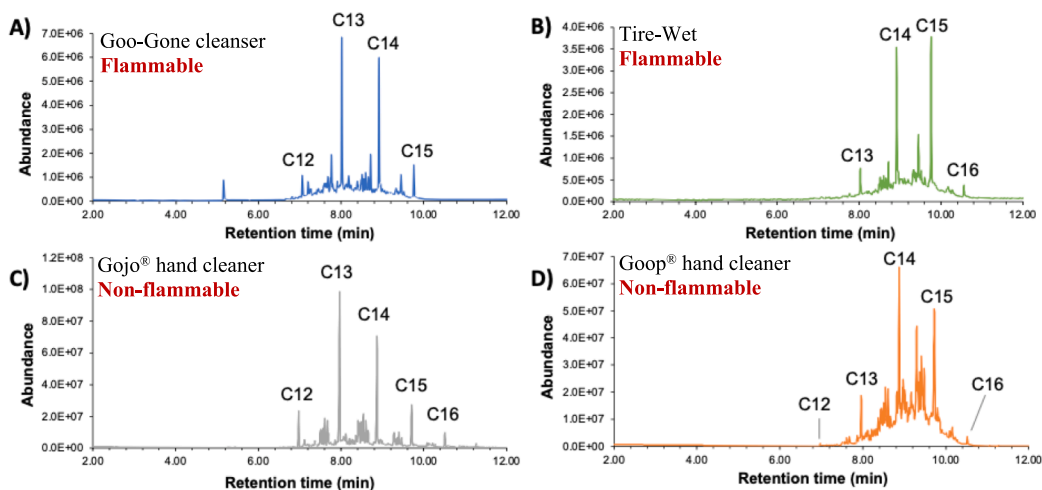 A)
Goo-Gone cleanser
Flammable
7.0E+06
6.0E+06
5.0E+06
4.0E+06
3.0E+06
2.0E+06
1.0E+06
0.0E+00
Abundance
C12
C13
C14
C15
2.00
4.00
6.00
8.00
10.00
12.00
Retention time (min)
B)
Tire-Wet
Flammable
4.0E+06
3.5E+06
3.0E+06
2.5E+06
2.0E+06
1.5E+06
1.0E+06
5.0E+05
0.0E+00
Abundance
C13
C14
C15
C16
2.00
4.00
6.00
8.00
10.00
12.00
Retention time (min)
C)
Gojo® hand cleaner
Non-flammable
1.2E+08
1.0E+08
8.0E+07
6.0E+07
4.0E+07
2.0E+07
0.0E+00
Abundance
C12
C13
C14
C15
C16
2.00
4.00
6.00
8.00
10.00
12.00
Retention time (min)
D)
Goop® hand cleaner
Non-flammable
7.0E+07
6.0E+07
5.0E+07
4.0E+07
3.0E+07
2.0E+07
1.0E+07
0.0E+00
Abundance
C12
C13
C14
C15
C16
2.00
4.00
6.00
8.00
10.00
12.00
Retention time (min)